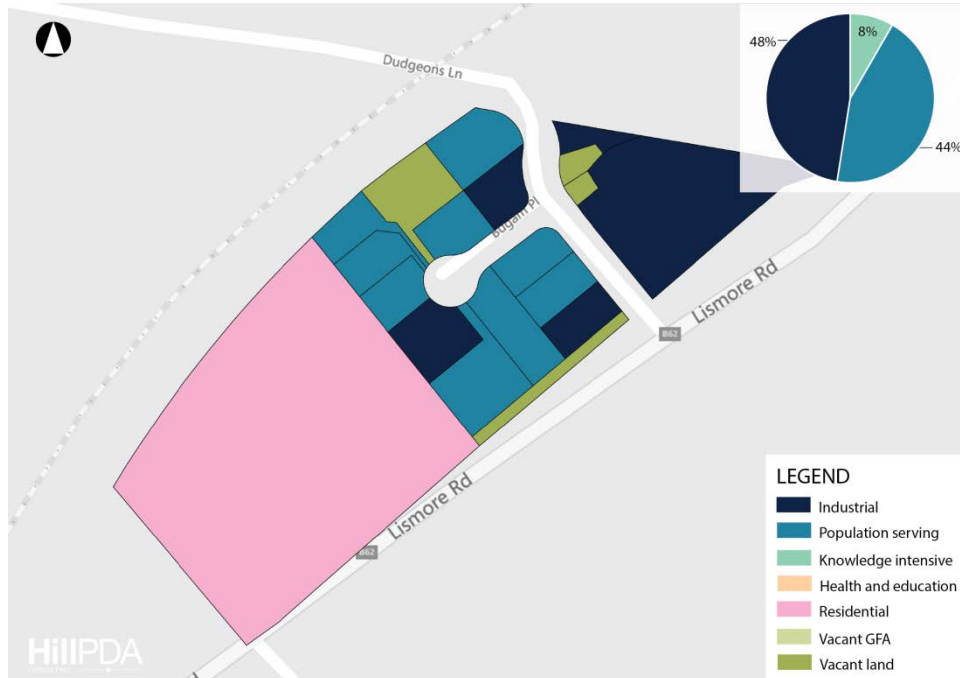 Dudgeons Ln
8%
48%
44%
Bugam Pl
Lismore Rd
B62
Lismore Rd
B62
LEGEND
Industrial
Population serving
Knowledge intensive
Health and education
Residential
Vacant GFA
Vacant land
HillPDA